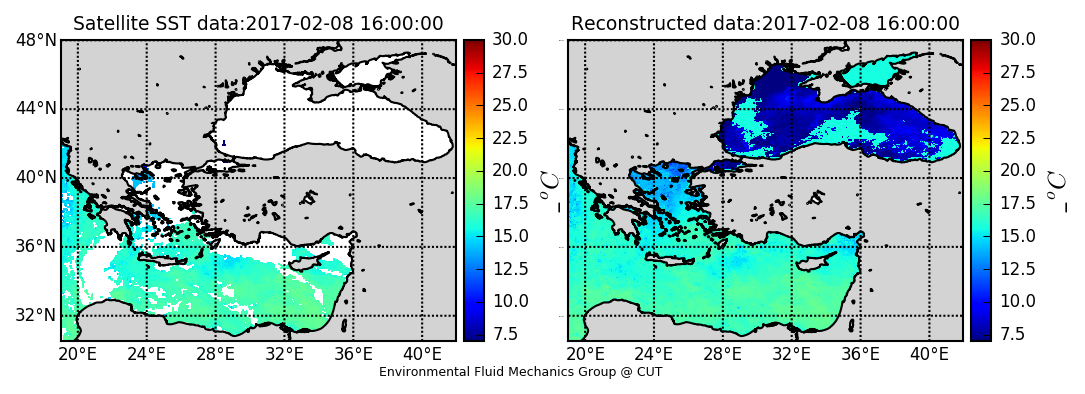 Satellite SST data:2017-02-08 16:00:00
Reconstructed data:2017-02-08 16:00:00
48°N
44°N
40°N
36°N
32°N
20°E 24°E 28°E 32°E 36°E 40°E
30.0
27.5
25.0
22.5
20.0
17.5
15.0
12.5
10.0
7.5
_ °C
20°E 24°E 28°E 32°E 36°E 40°E
30.0
27.5
25.0
22.5
20.0
17.5
15.0
12.5
10.0
7.5
_ °C
Environmental Fluid Mechanics Group @ CUT